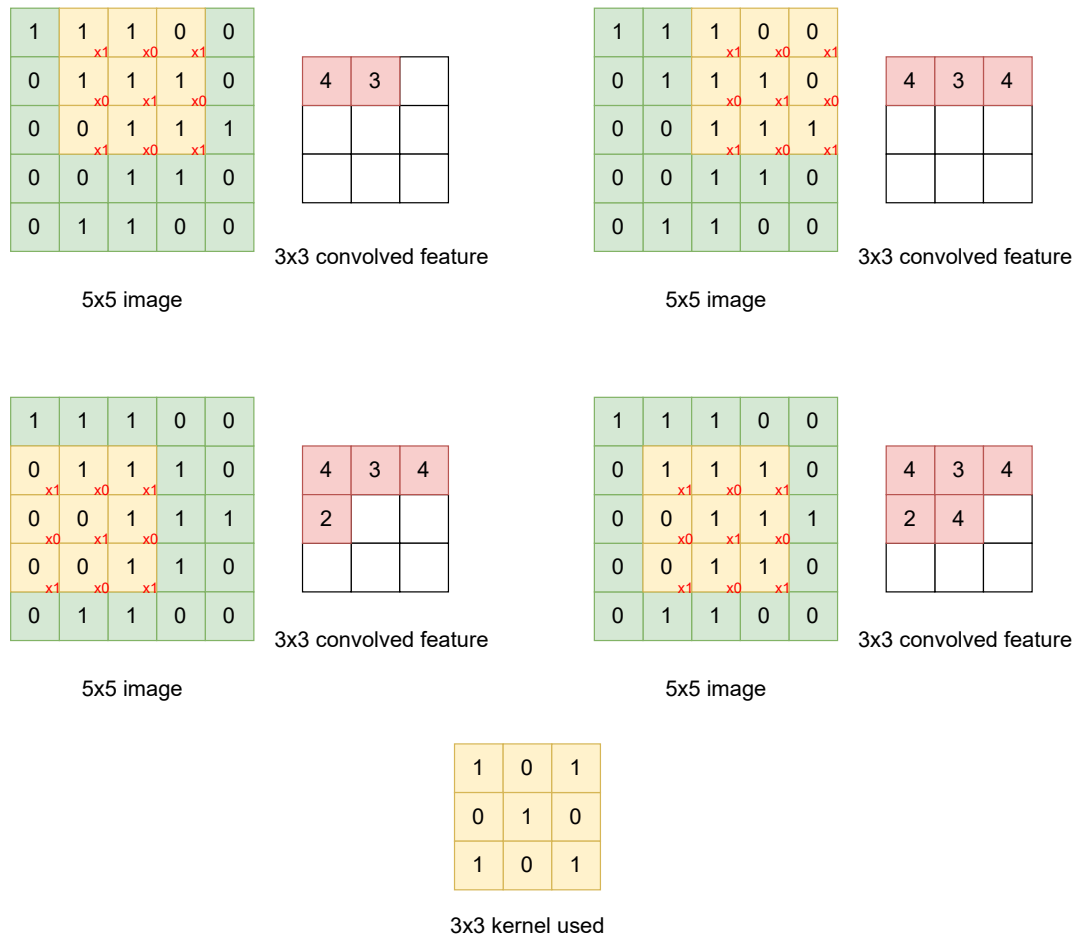 1 1 1 0 0
x1 x0 x1
0 1 1 1 0
x0 x1 x0
0 0 1 1 1
x1 x0 x1
0 0 1 1 0
0 1 1 0 0
4 3
3x3 convolved feature
5x5 image
1 1 1 0 0
x1 x0 x1
0 1 1 1 0
x0 x1 x0
0 0 1 1 1
x1 x0 x1
0 0 1 1 0
0 1 1 0 0
4 3 4
3x3 convolved feature
5x5 image
1 1 1 0 0
0 1 1 1 0
x1 x0 x1
0 0 1 1 1
x0 x1 x0
0 0 1 1 0
x1 x0 x1
0 1 1 0 0
4 3 4
2
3x3 convolved feature
5x5 image
1 1 1 0 0
0 1 1 1 0
x1 x0 x1
0 0 1 1 1
x0 x1 x0
0 0 1 1 0
x1 x0 x1
0 1 1 0 0
4 3 4
2 4
3x3 convolved feature
5x5 image
1 0 1
0 1 0
1 0 1
3x3 kernel used